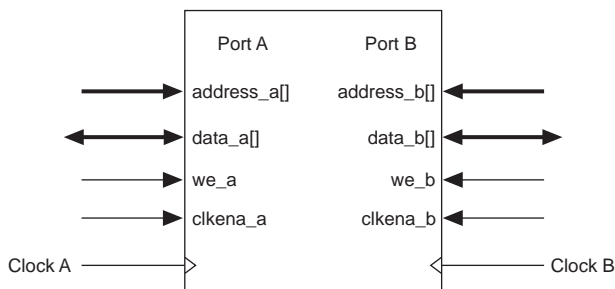 Port A Port B
address_a[] address_b[]
data_a[] data_b[]
we_a we_b
clkena_a clkena_b
Clock A Clock B